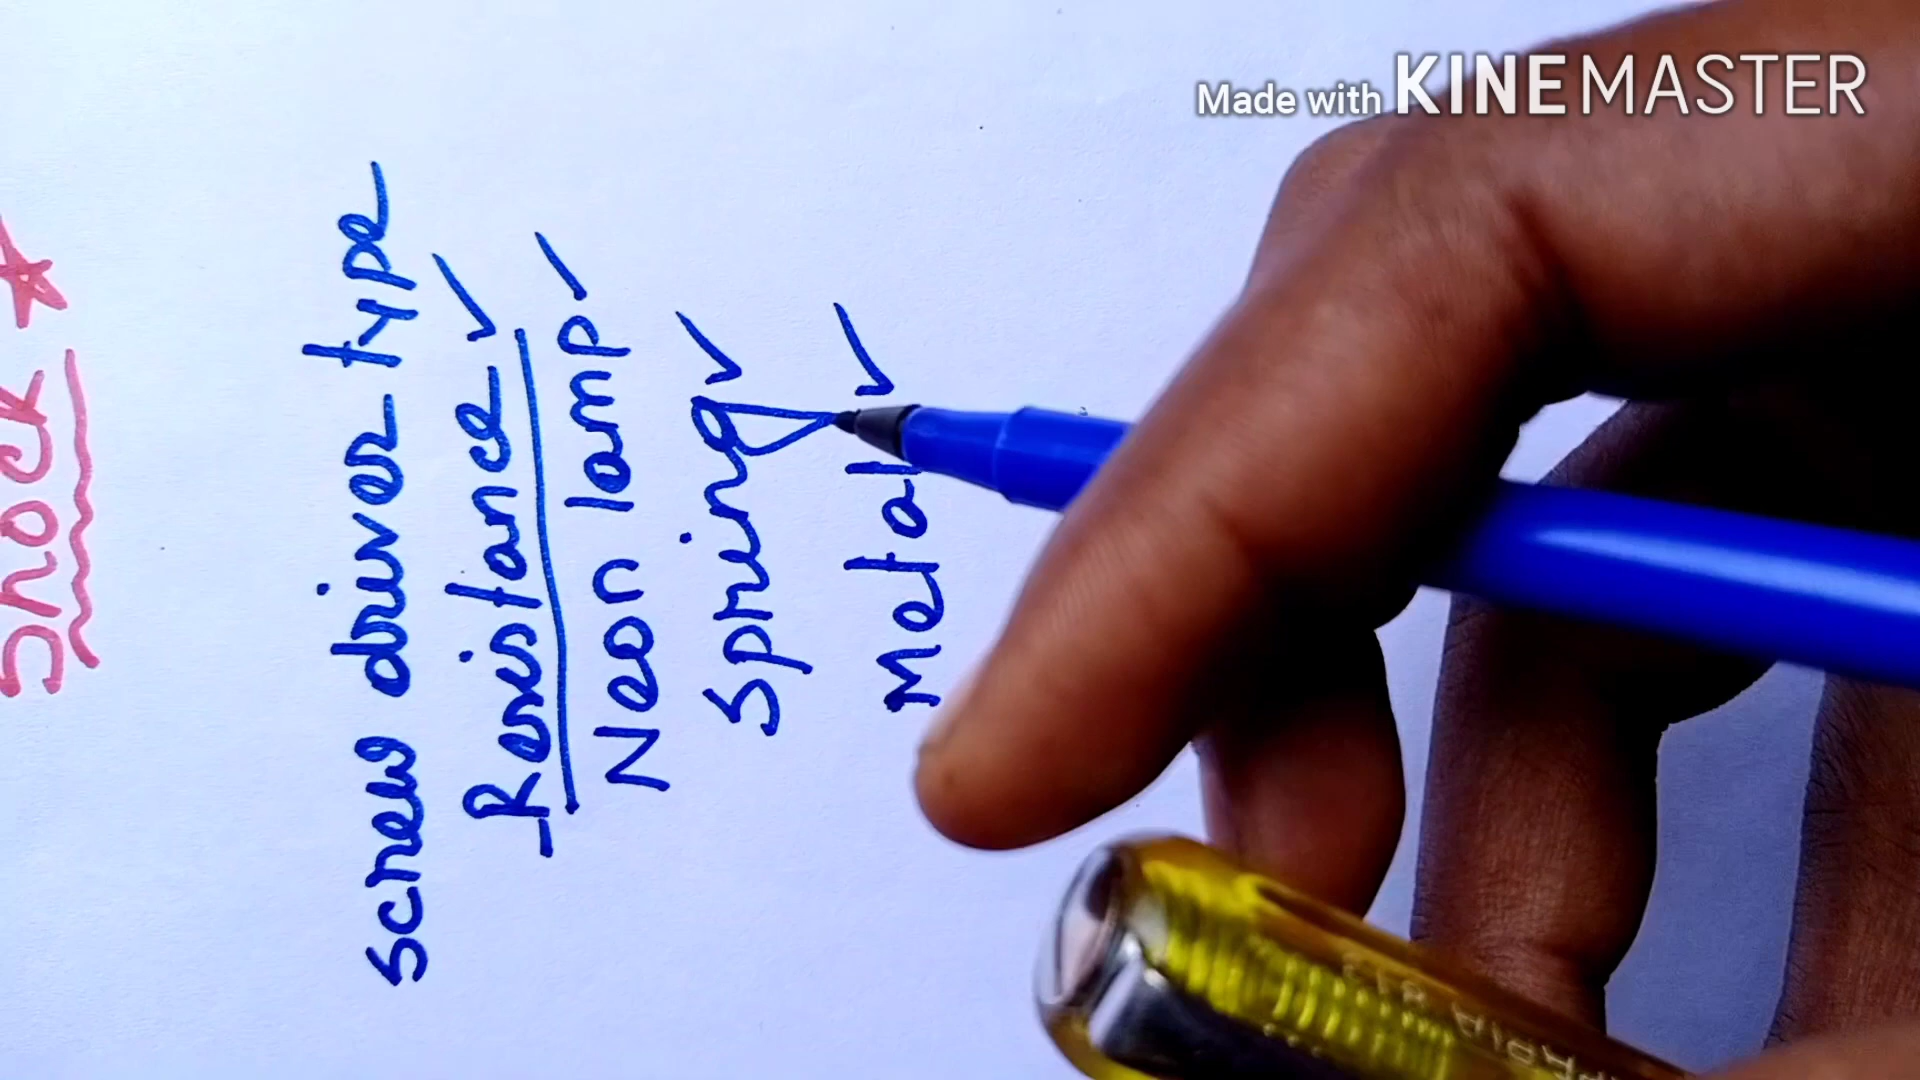 Made with KINEMASTER
Shock
screw driver type
Resistance
Neon lamp
spring
Metal